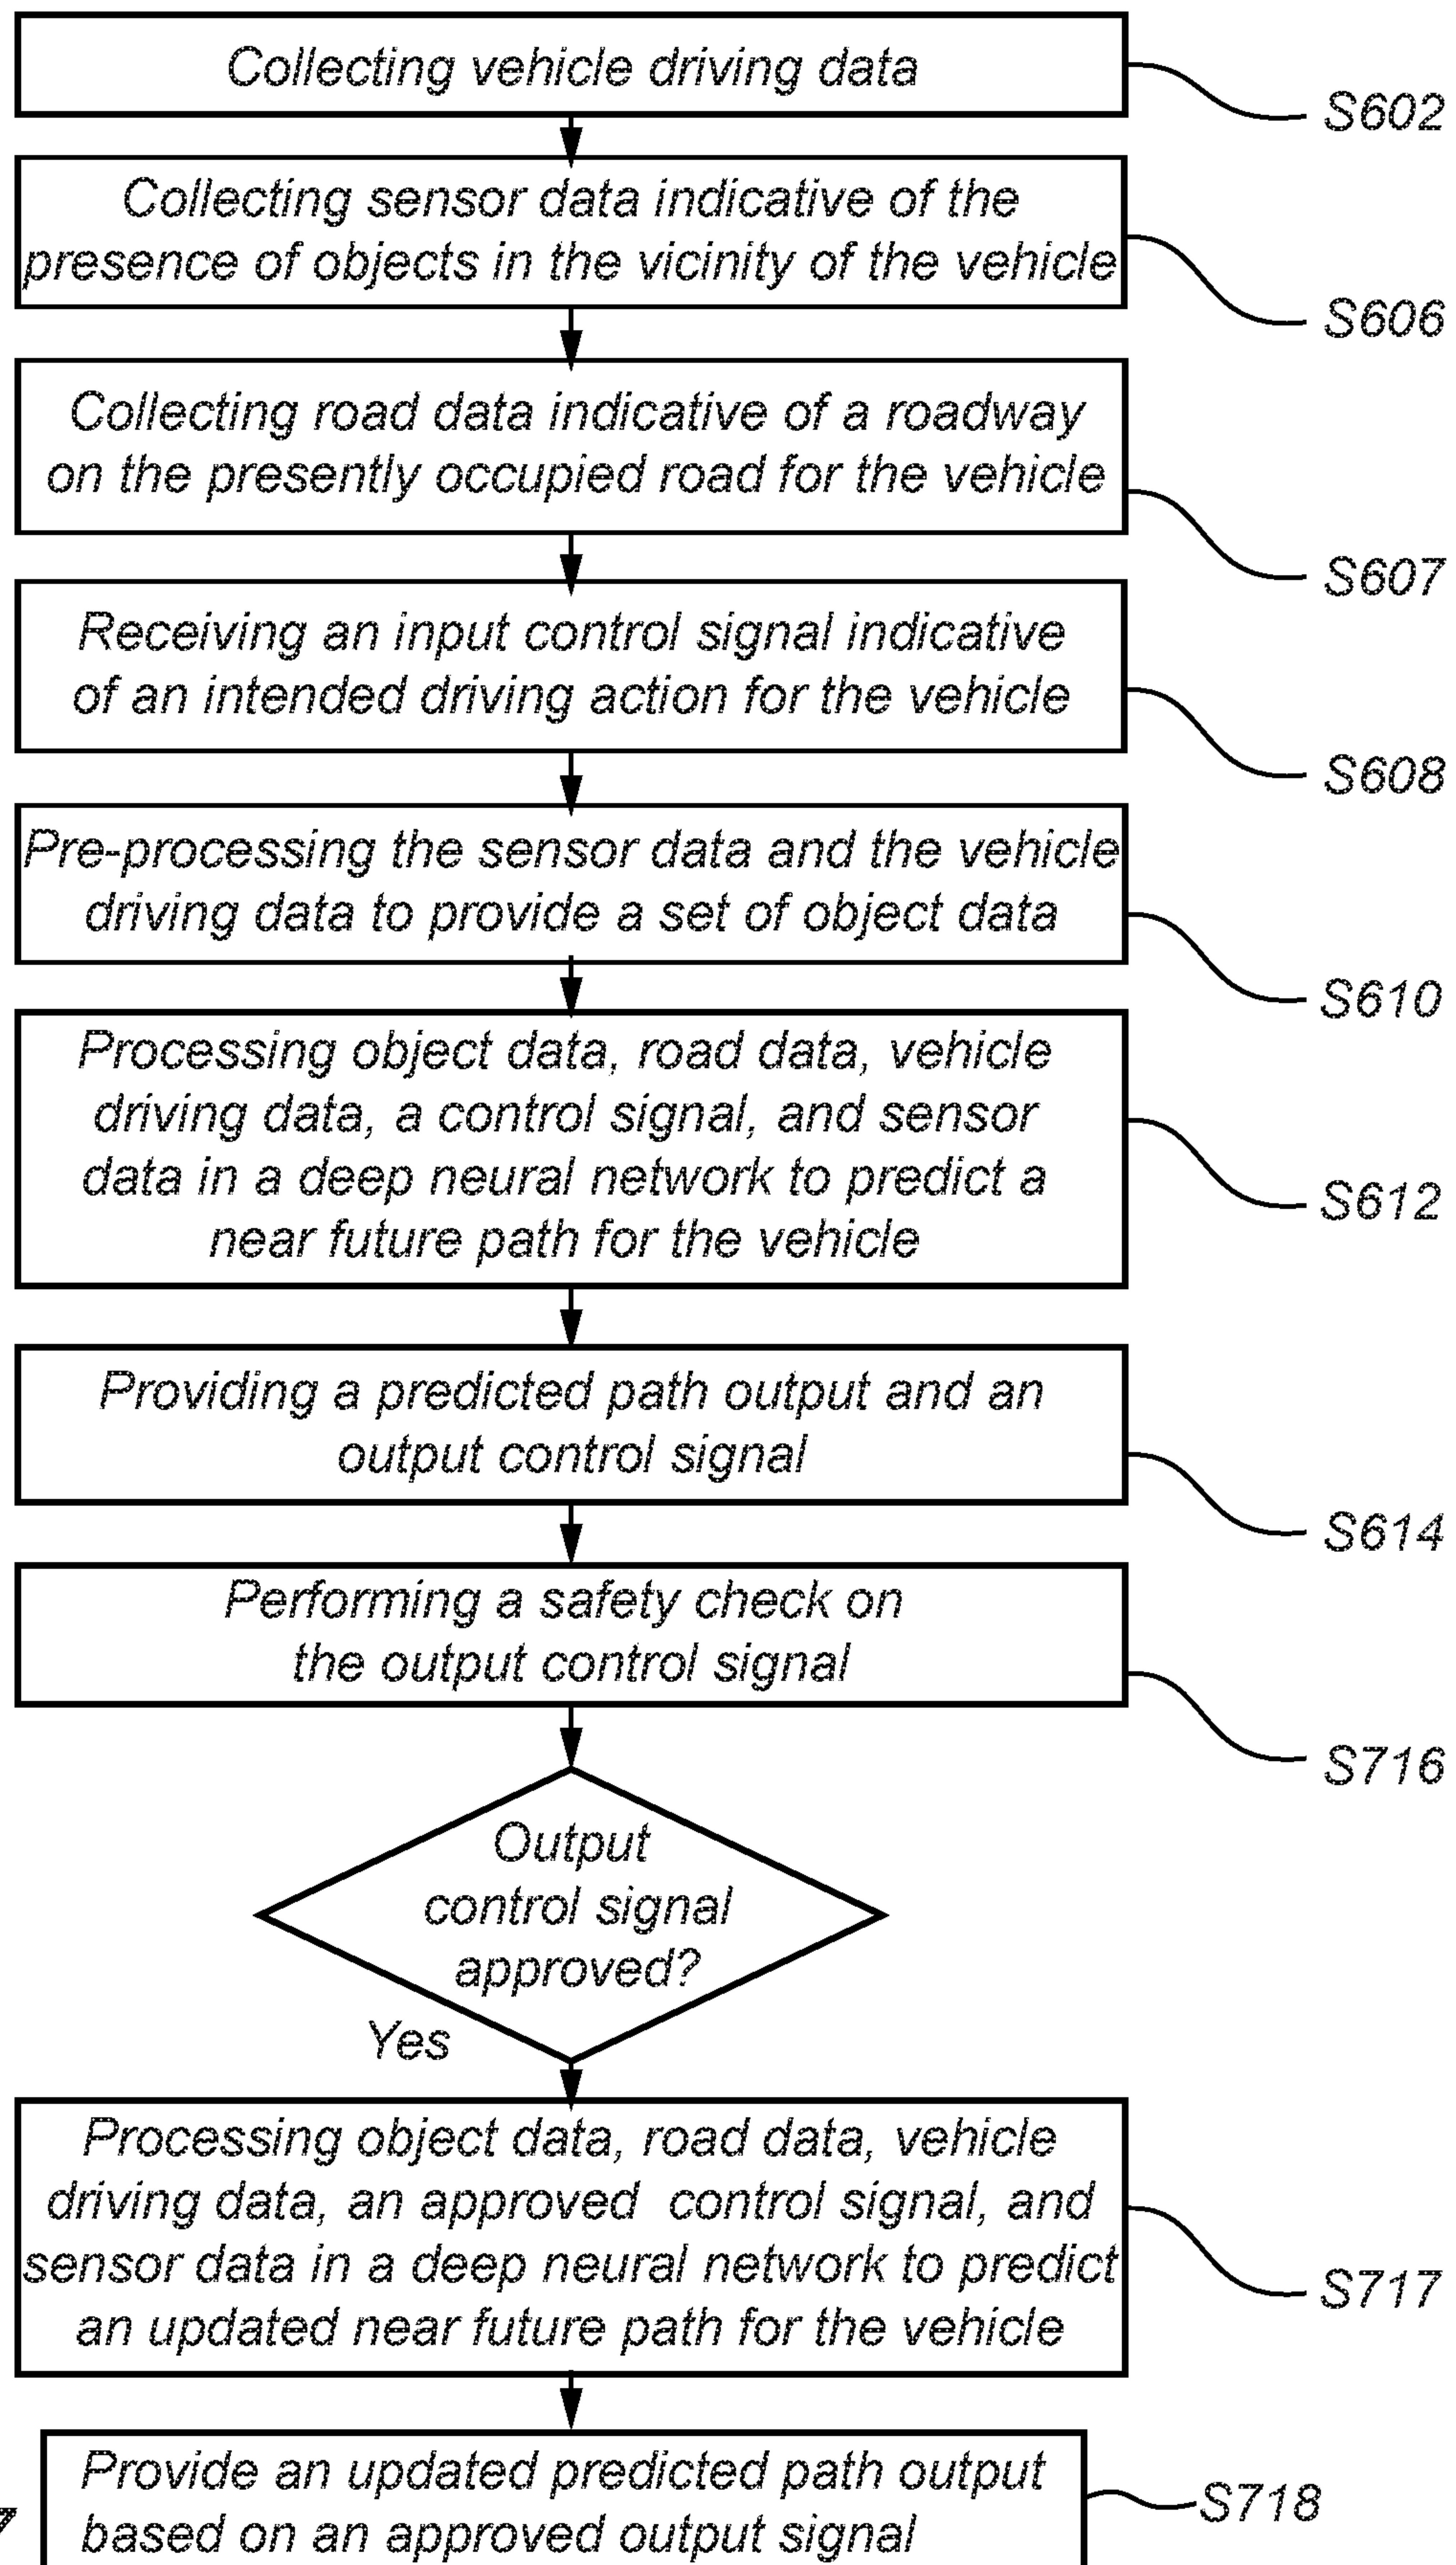 Collecting vehicle driving data
S602
Collecting sensor data indicative of the
presence of objects in the vicinity of the vehicle
S606
Collecting road data indicative of a roadway
on the presently occupied road for the vehicle
S607
Receiving an input control signal indicative
of an intended driving action for the vehicle
S608
Pre-processing the sensor data and the vehicle
driving data to provide a set of object data
S610
Processing object data, road data, vehicle
driving data, a control signal, and sensor
data in a deep neural network to predict a
near future path for the vehicle
S612
Providing a predicted path output and an
output control signal
S614
Performing a safety check on
the output control signal
S716
Output
control signal
approved?
Yes
Processing object data, road data, vehicle
driving data, an approved control signal, and
sensor data in a deep neural network to predict
an updated near future path for the vehicle
S717
Provide an updated predicted path output
based on an approved output signal
S718